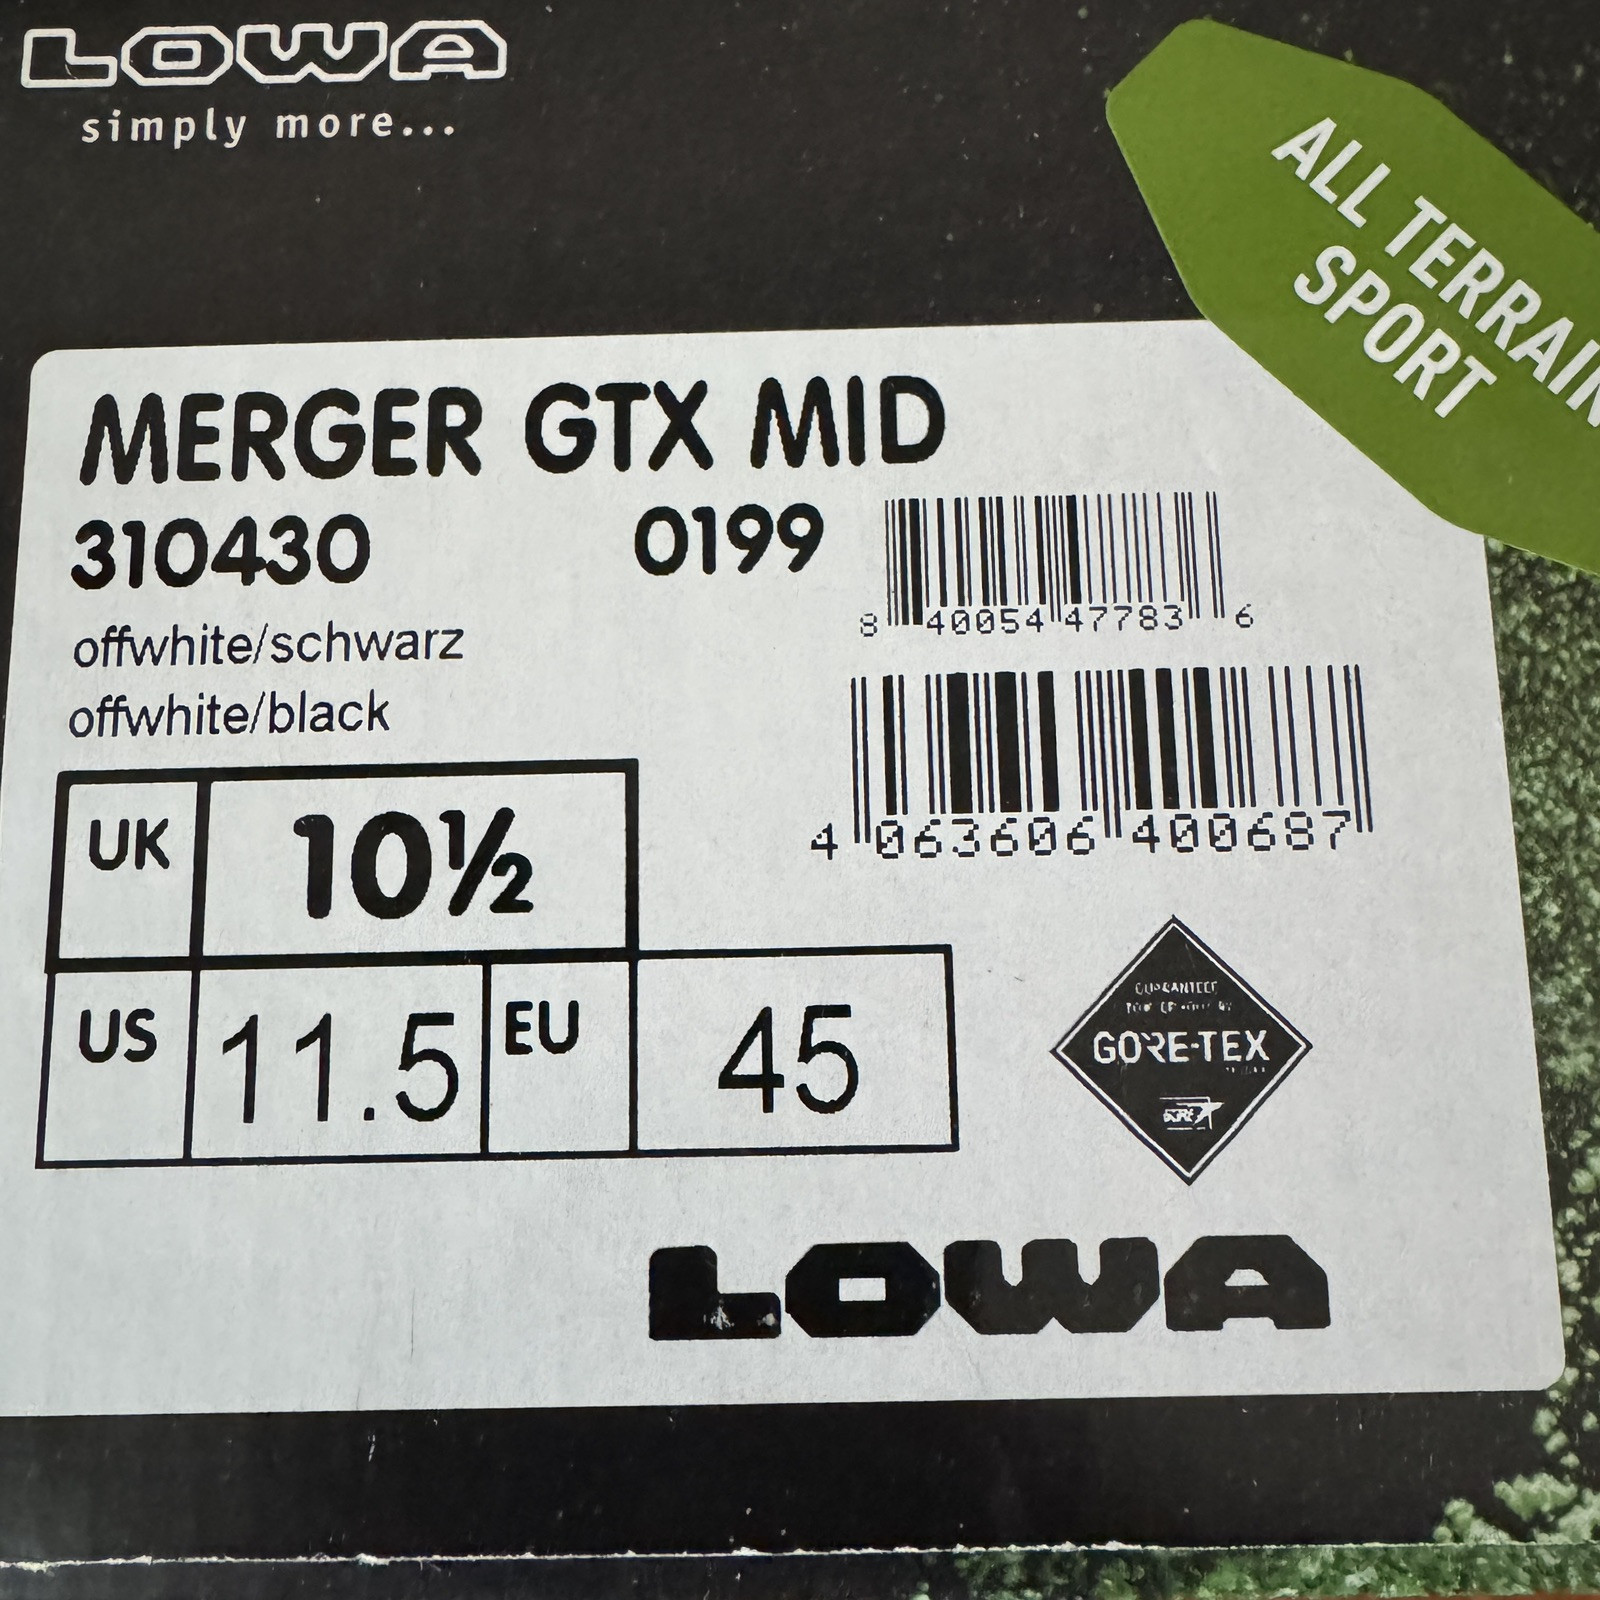 LOWA
simply more...
ALL TERRAIN
SPORT
MERGER GTX MID
310430 0199
8 40054 47783 6
offwhite/schwarz
offwhite/black
4 063606 400687
UK 10½
US 11.5 EU 45
GUARANTEED
GORE-TEX
LOWA